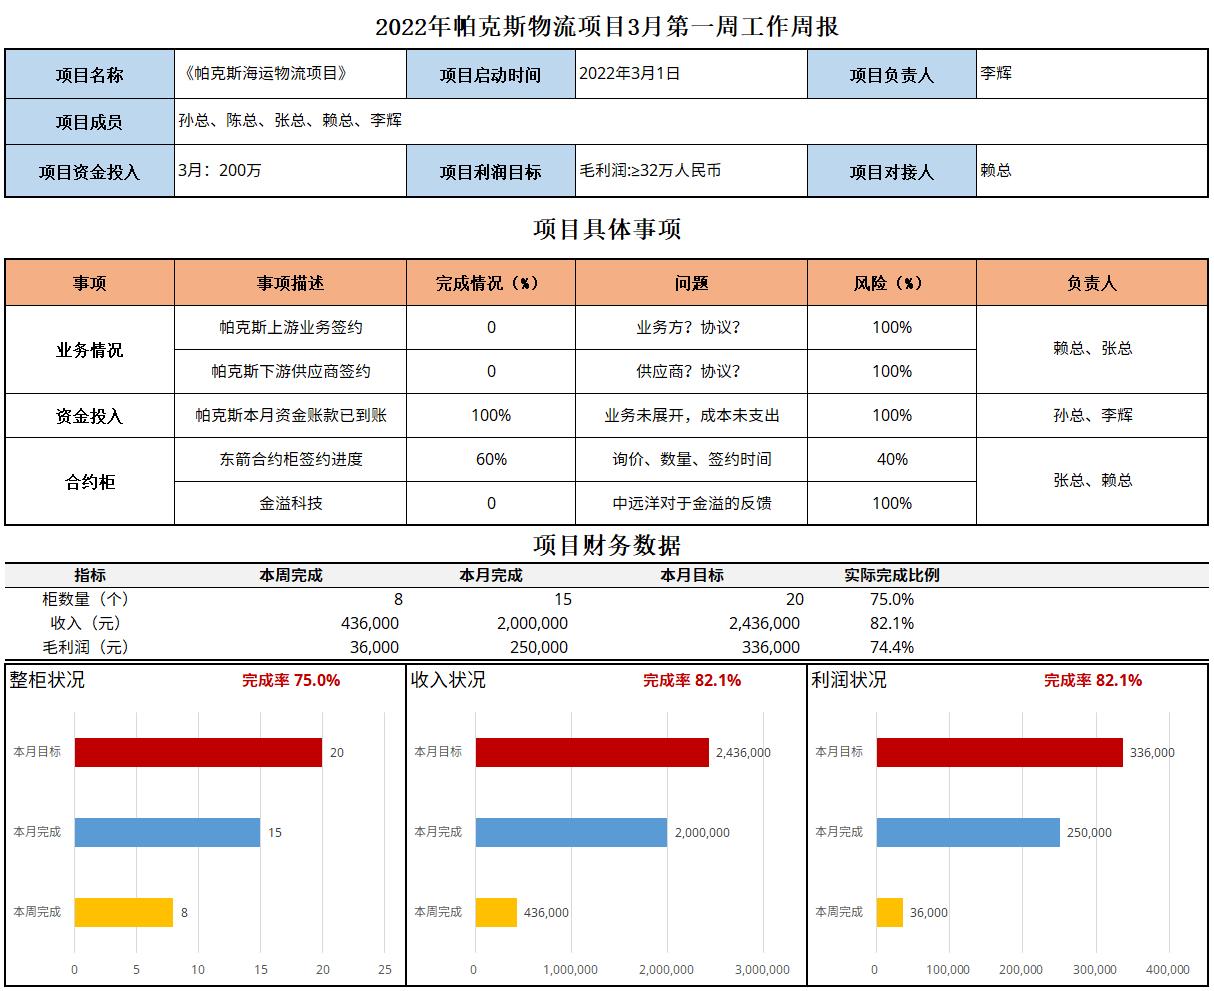 2022年帕克斯物流项目3月第一周工作周报
项目名称 《帕克斯海运物流项目》 项目启动时间 2022年3月1日 项目负责人 李辉
项目成员 孙总、陈总、张总、赖总、李辉
项目资金投入 3月：200万 项目利润目标 毛利润:≥32万人民币 项目对接人 赖总
项目具体事项
事项 事项描述 完成情况（%） 问题 风险（%） 负责人
业务情况 帕克斯上游业务签约 0 业务方？协议？ 100% 赖总、张总
帕克斯下游供应商签约 0 供应商？协议？ 100%
资金投入 帕克斯本月资金账款已到账 100% 业务未展开，成本未支出 100% 孙总、李辉
合约柜 东箭合约柜签约进度 60% 询价、数量、签约时间 40% 张总、赖总
金溢科技 0 中远洋对于金溢的反馈 100%
项目财务数据
指标 本周完成 本月完成 本月目标 实际完成比例
柜数量（个） 8 15 20 75.0%
收入（元） 436,000 2,000,000 2,436,000 82.1%
毛利润（元） 36,000 250,000 336,000 74.4%
整柜状况 完成率 75.0%
本月目标 20
本月完成 15
本周完成 8
0 5 10 15 20 25
收入状况 完成率 82.1%
本月目标 2,436,000
本月完成 2,000,000
本周完成 436,000
0 1,000,000 2,000,000 3,000,000
利润状况 完成率 82.1%
本月目标 336,000
本月完成 250,000
本周完成 36,000
0 100,000 200,000 300,000 400,000